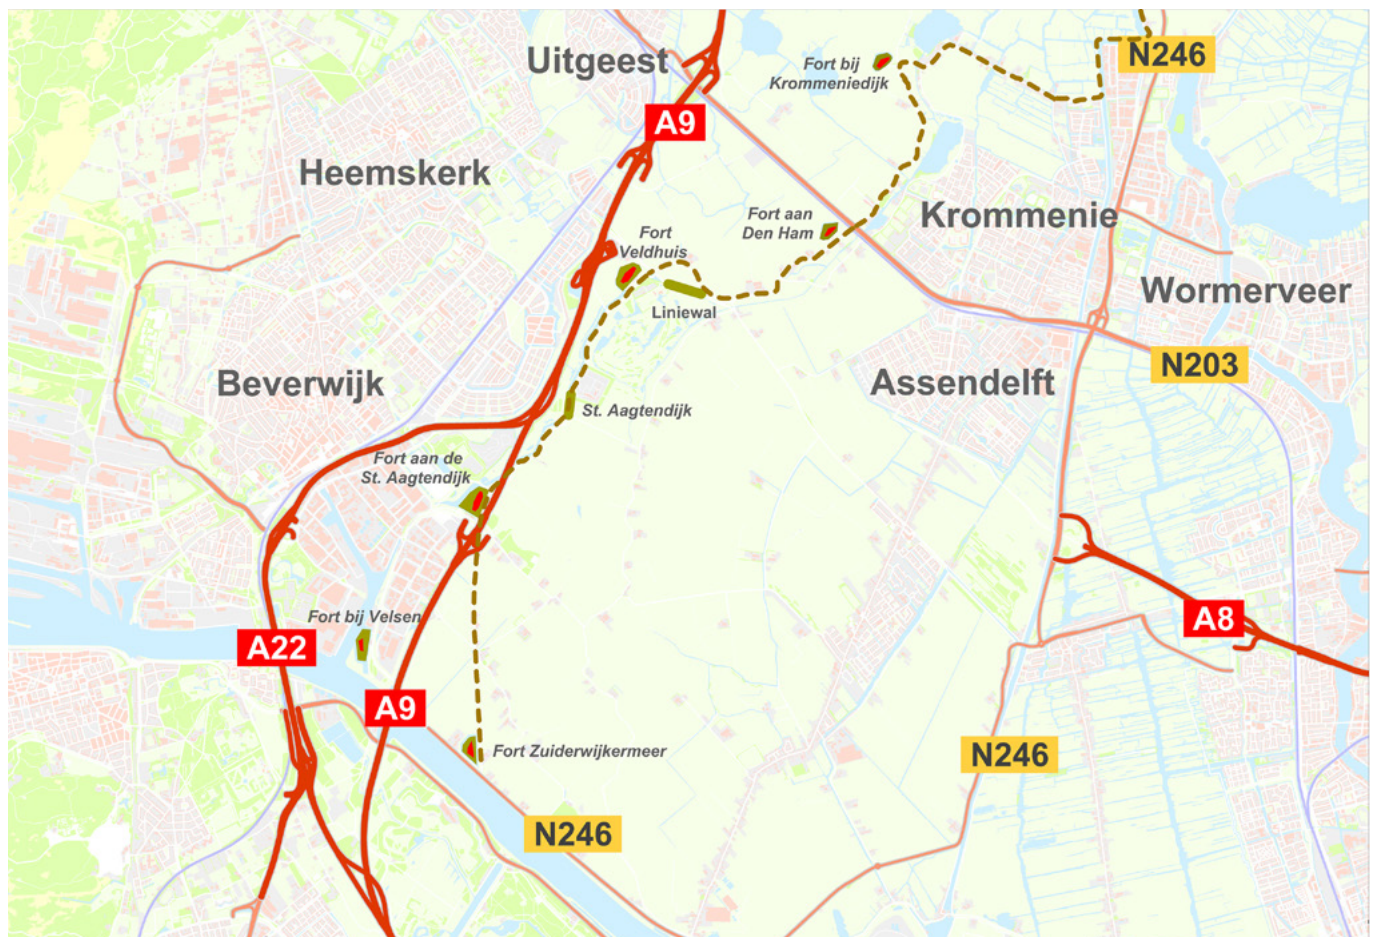 Uitgeest
Fort bij
Krommeniedijk
N246
A9
Heemskerk
Krommenie
Fort aan
Den Ham
Fort
Veldhuis
Liniewal
Wormerveer
N203
Beverwijk
Assendelft
St. Aagtendijk
Fort aan de
St. Aagtendijk
Fort bij Velsen
A22
A8
A9
Fort Zuiderwijkermeer
N246
N246